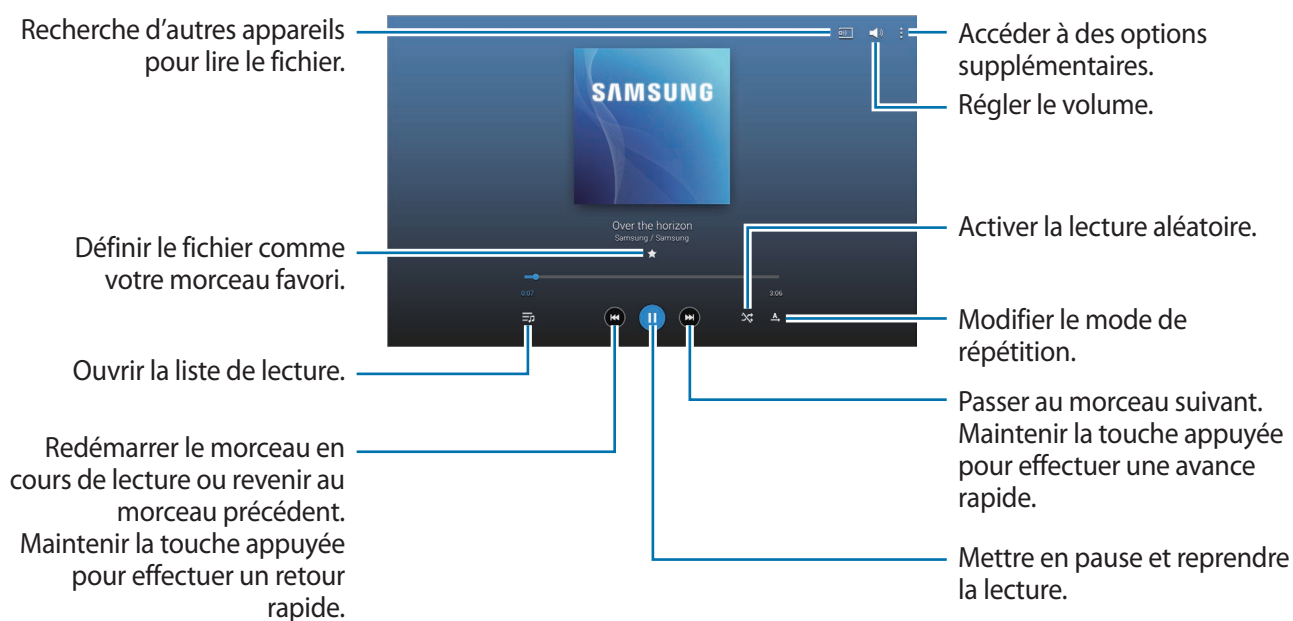 Recherche d'autres appareils
pour lire le fichier.
Accéder à des options
supplémentaires.
Régler le volume.
SAMSUNG
Over the horizon
Samsung / Samsung
Définir le fichier comme
votre morceau favori.
Activer la lecture aléatoire.
0:07
3:06
A
Modifier le mode de
répétition.
Ouvrir la liste de lecture.
Passer au morceau suivant.
Maintenir la touche appuyée
pour effectuer une avance
rapide.
Redémarrer le morceau en
cours de lecture ou revenir au
morceau précédent.
Maintenir la touche appuyée
pour effectuer un retour
rapide.
Mettre en pause et reprendre
la lecture.